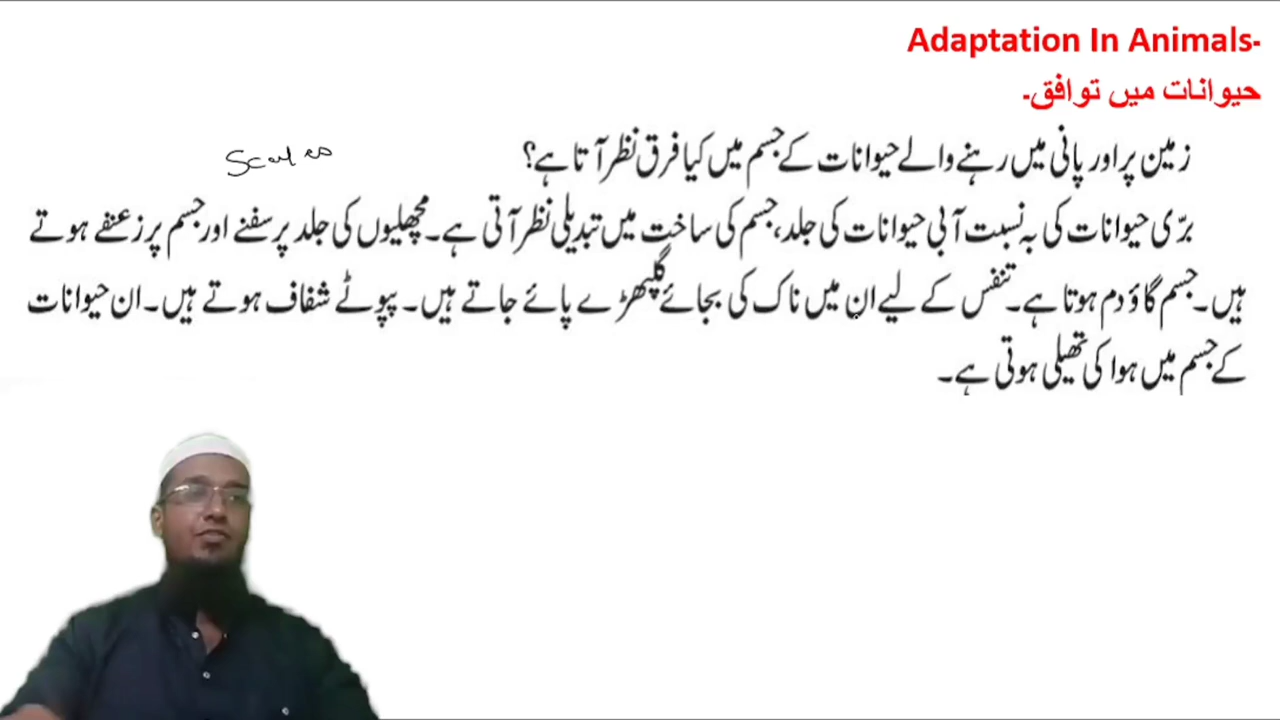 Adaptation In Animals-
حیوانات میں توافق۔
زمین پر اور پانی میں رہنے والے حیوانات کے جسم میں کیا فرق نظر آتا ہے؟
Scales
برّی حیوانات کی بہ نسبت آبی حیوانات کی جلد، جسم کی ساخت میں تبدیلی نظر آتی ہے۔ مچھلیوں کی جلد پر سفنے اور جسم پر زعنفے ہوتے
ہیں۔ جسم گاؤ دم ہوتا ہے۔ تنفس کے لیے ان میں ناک کی بجائے گلپھڑے پائے جاتے ہیں۔ پپوٹے شفاف ہوتے ہیں۔ ان حیوانات
کے جسم میں ہوا کی تھیلی ہوتی ہے۔